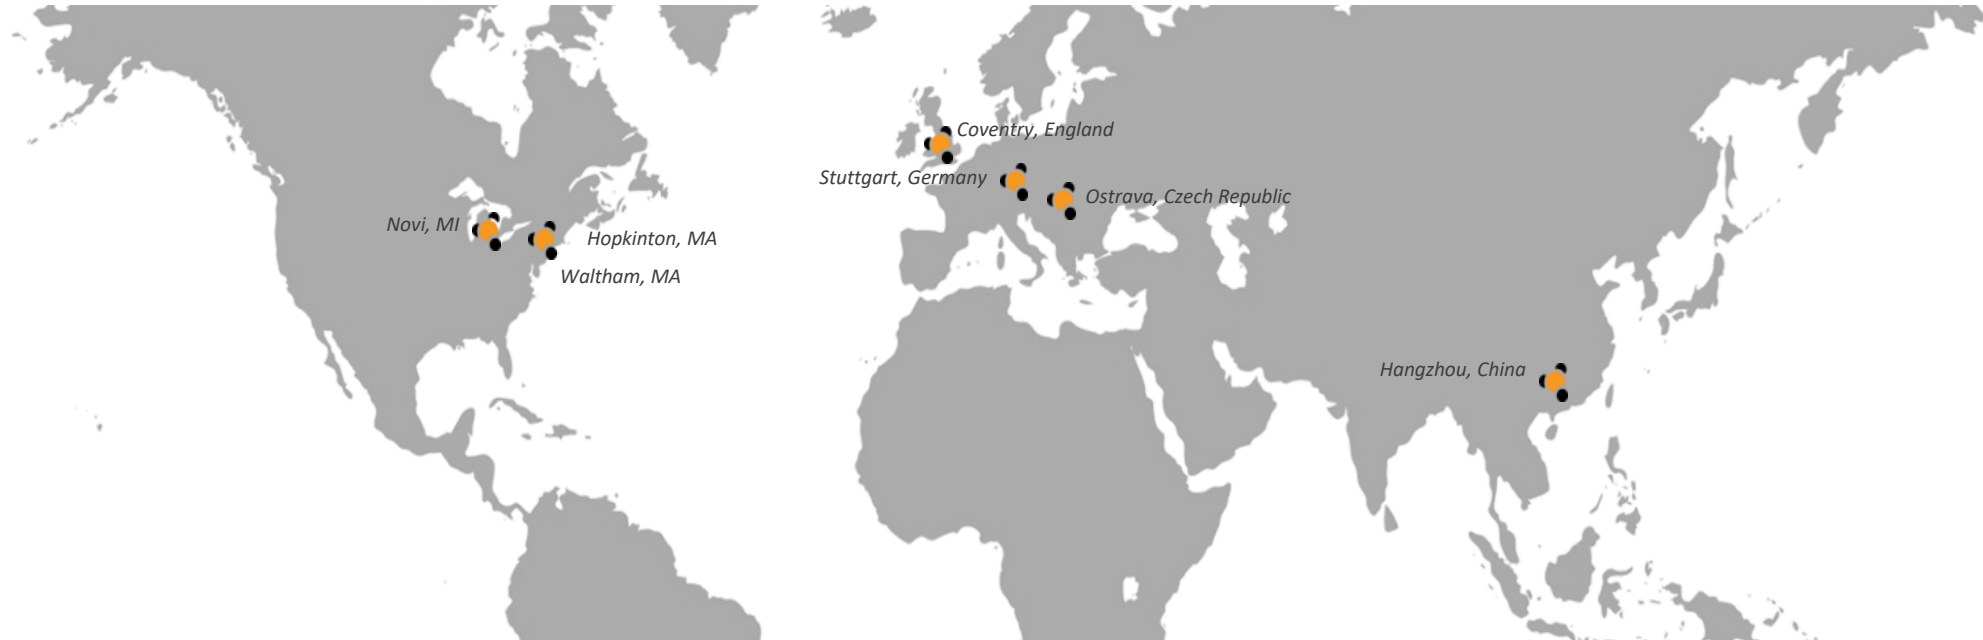 Coventry, England
Stuttgart, Germany
Ostrava, Czech Republic
Novi, MI
Hopkinton, MA
Waltham, MA
Hangzhou, China